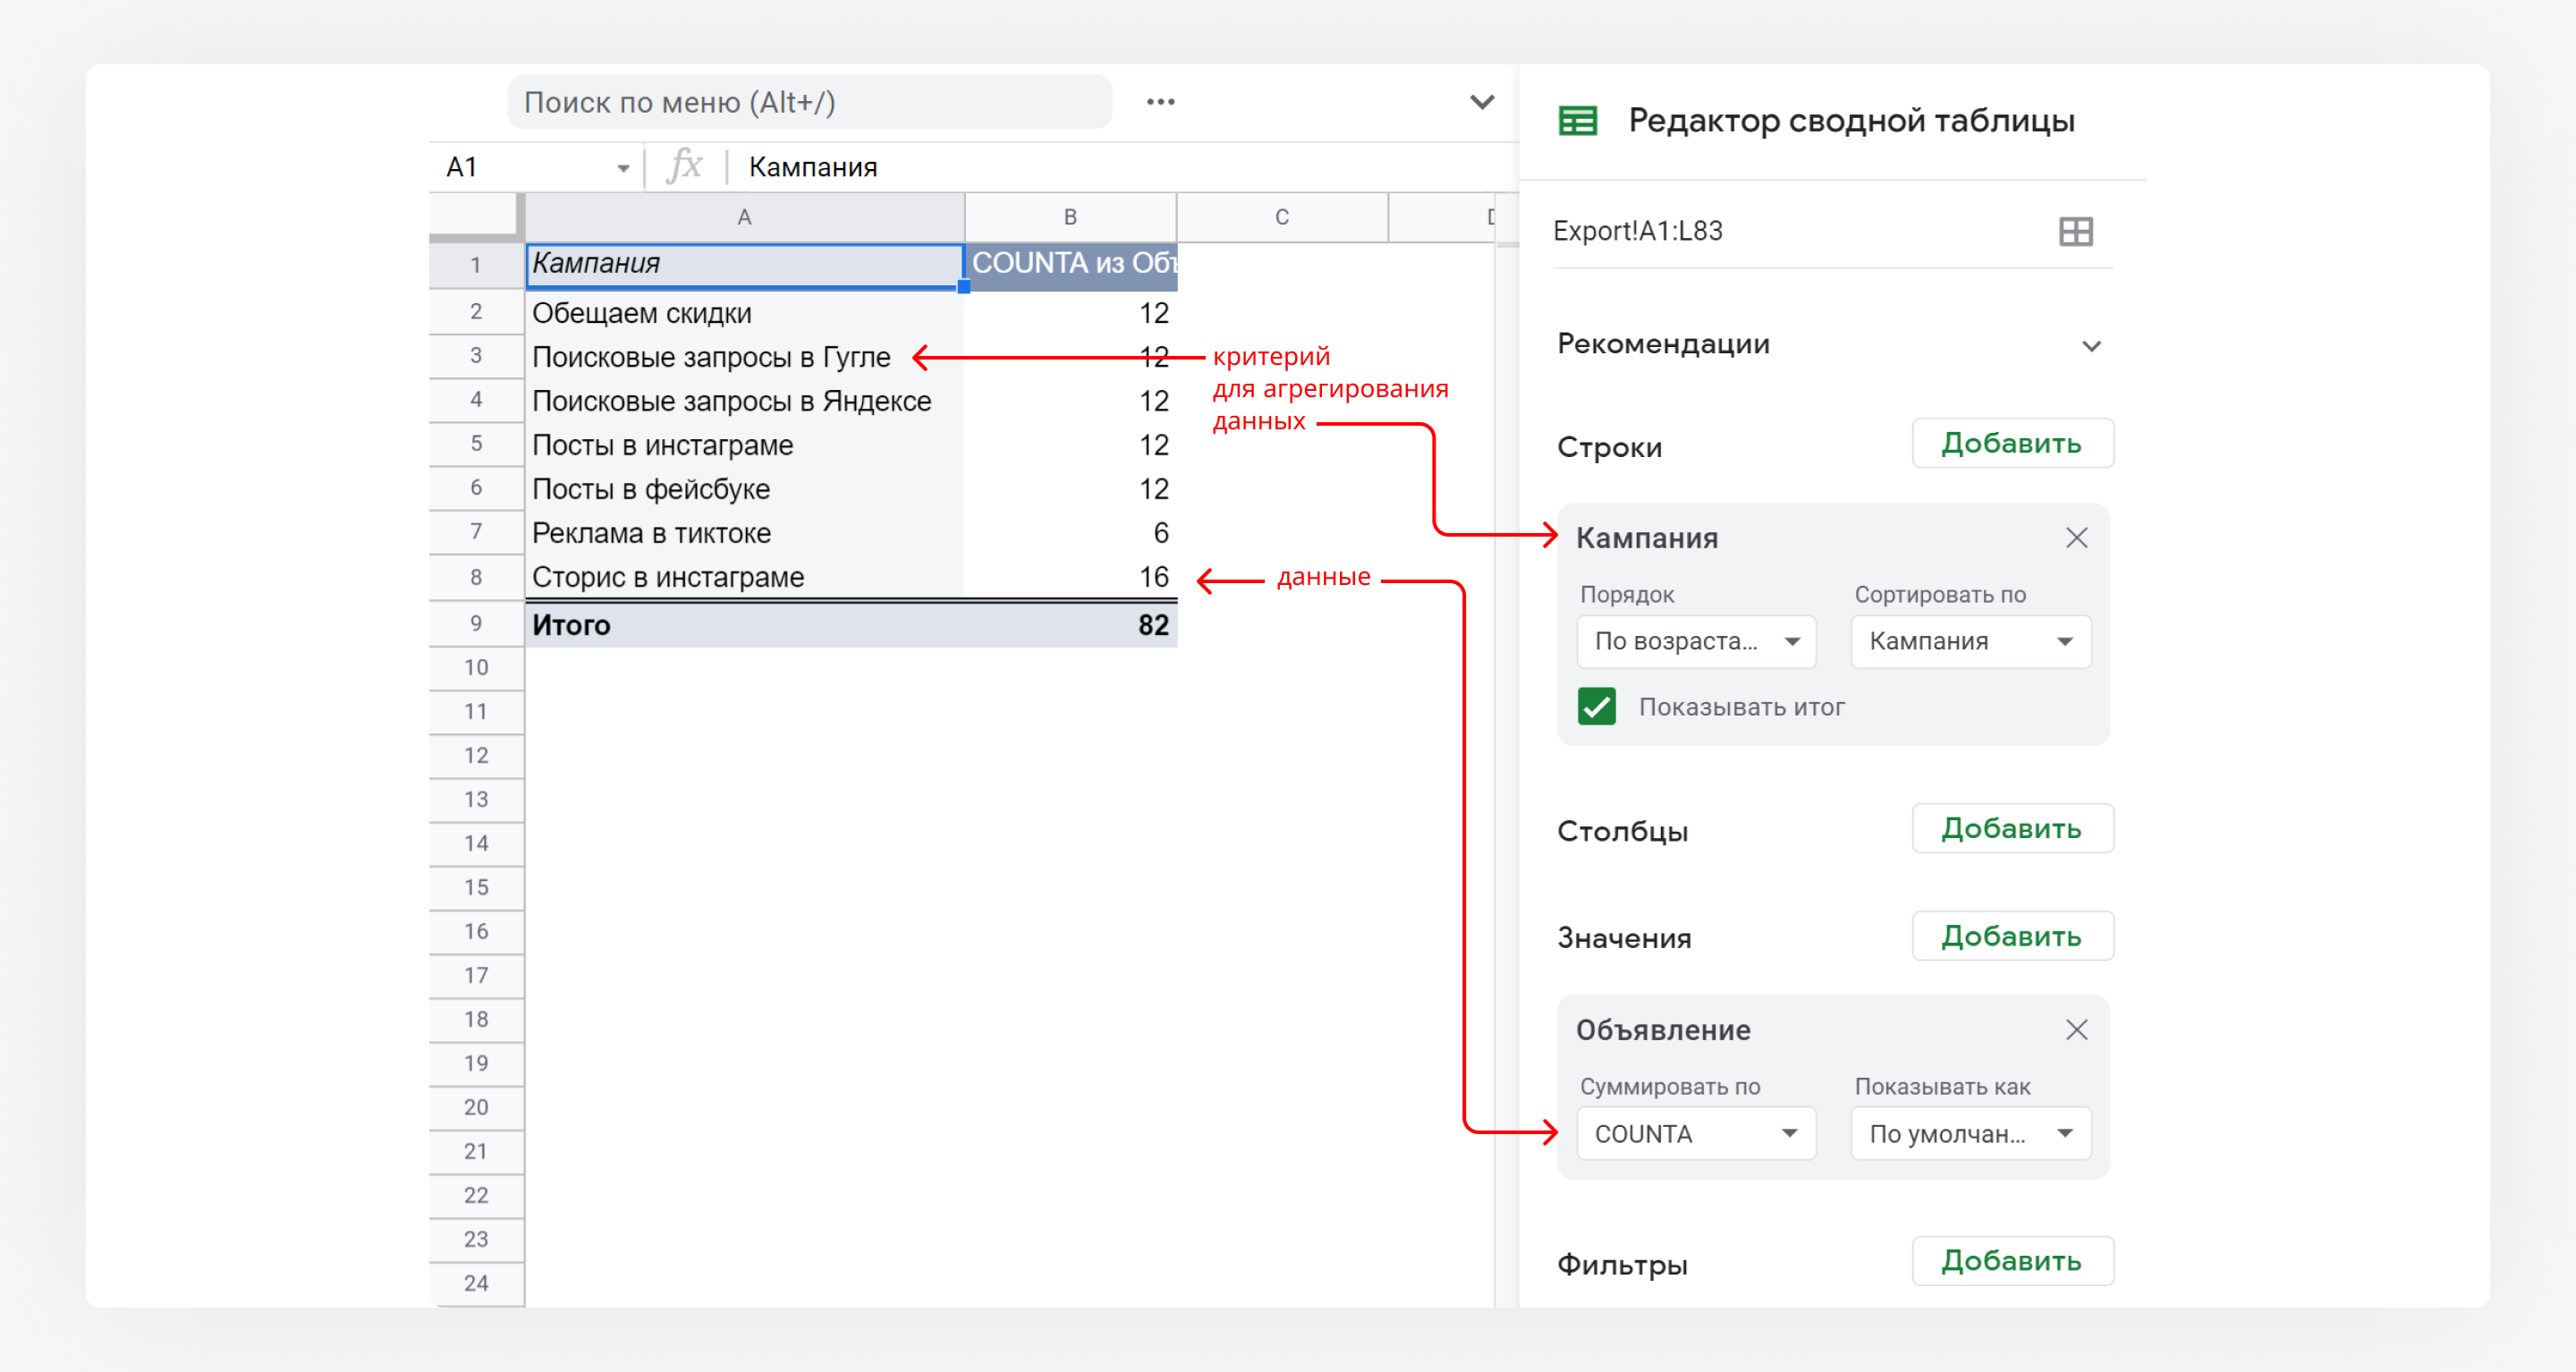 Поиск по меню (Alt+/)
A1
fx
Кампания
A B C
1 Кампания COUNTA из Объ
2 Обещаем скидки 12
3 Поисковые запросы в Гугле 12
4 Поисковые запросы в Яндексе 12
5 Посты в инстаграме 12
6 Посты в фейсбуке 12
7 Реклама в тиктоке 6
8 Сторис в инстаграме 16
9 Итого 82
10
11
12
13
14
15
16
17
18
19
20
21
22
23
24
критерий
для агрегирования
данных
данные
Редактор сводной таблицы
Export!A1:L83
Рекомендации
Строки Добавить
Кампания
Порядок Сортировать по
По возраста... Кампания
Показывать итог
Столбцы Добавить
Значения Добавить
Объявление
Суммировать по Показывать как
COUNTA По умолчан...
Фильтры Добавить